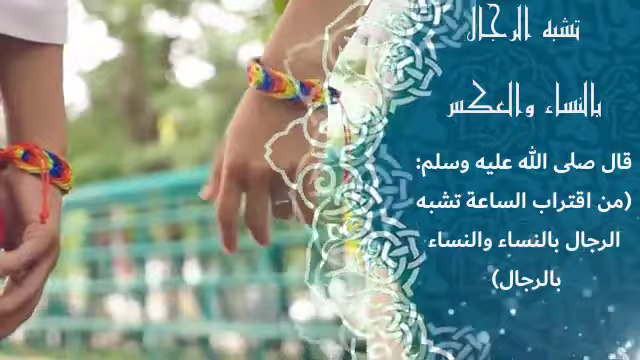 تشبه الرجال
بالنساء والعكس
قال صلى الله عليه وسلم:
(من اقتراب الساعة تشبه
الرجال بالنساء والنساء
بالرجال)